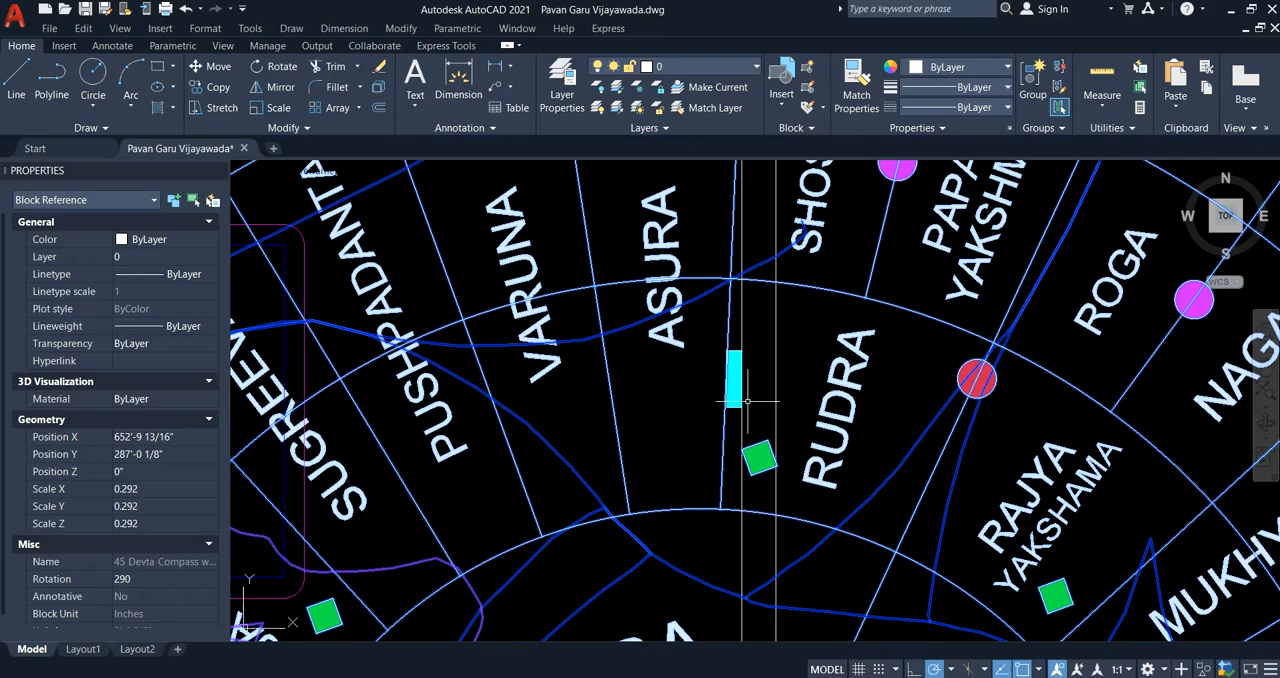 Autodesk AutoCAD 2021 Pavan Garu Vijayawada.dwg
Type a keyword or phrase
Sign In
File Edit View Insert Format Tools Draw Dimension Modify Parametric Window Help Express
Home Insert Annotate Parametric View Manage Output Collaborate Express Tools
Line Polyline Circle Arc
Move Rotate Trim
Copy Mirror Fillet
Stretch Scale Array
Text Dimension Table
Layer Properties
0
Make Current
Match Layer
Insert
Match Properties
ByLayer
ByLayer
ByLayer
Group
Measure
Paste
Base
Draw Modify Annotation Layers Block Properties Groups Utilities Clipboard View
Start Pavan Garu Vijayawada*
PROPERTIES
Block Reference
General
Color ByLayer
Layer 0
Linetype ByLayer
Linetype scale 1
Plot style ByColor
Lineweight ByLayer
Transparency ByLayer
Hyperlink
3D Visualization
Material ByLayer
Geometry
Position X 652'-9 13/16"
Position Y 287'-0 1/8"
Position Z 0"
Scale X 0.292
Scale Y 0.292
Scale Z 0.292
Misc
Name 45 Devta Compass w...
Rotation 290
Annotative No
Block Unit Inches
PUSHPADANTA
VARUNA
ASURA
SHOS
PAPA
YAKSHM
ROGA
NAGA
SUGREEV
RUDRA
RAJYA
YAKSHAMA
MUKHY
N
W TOP E
S
WCS
Y
X
Model Layout1 Layout2
MODEL 1:1